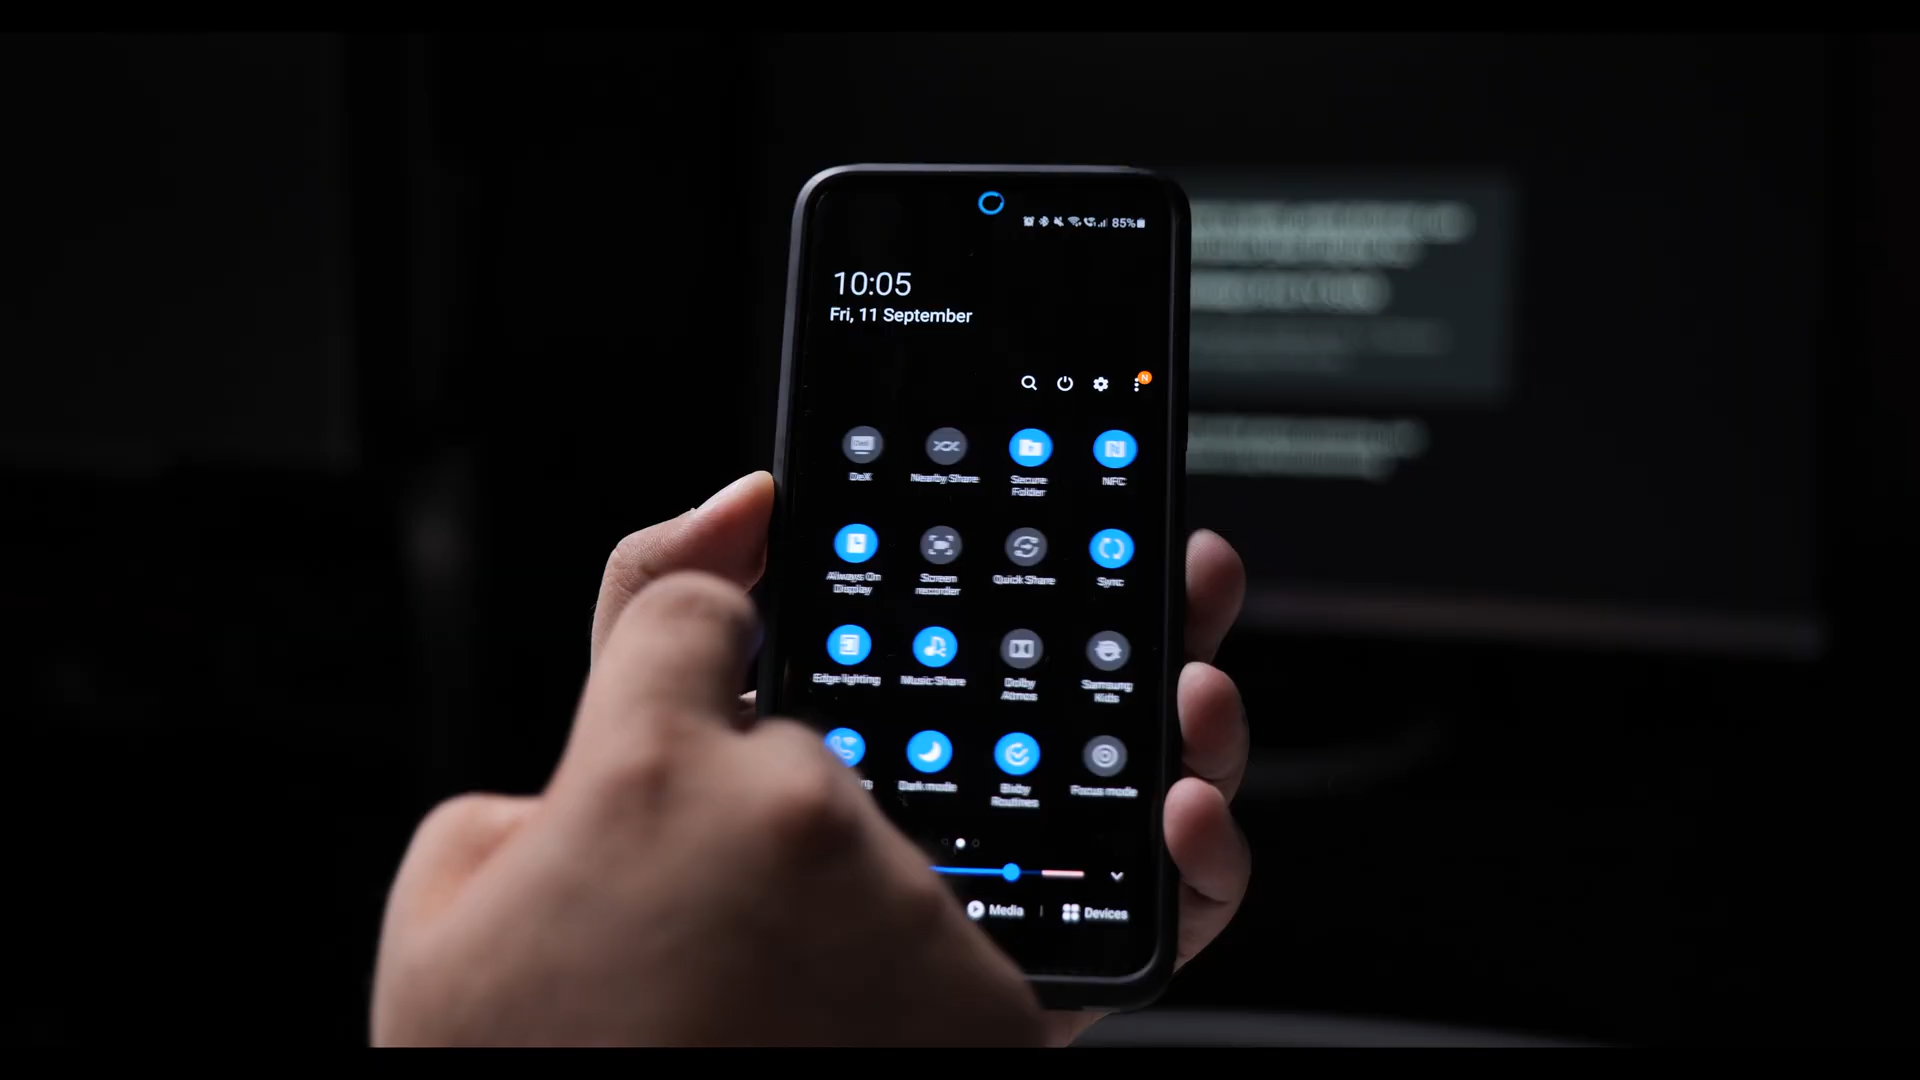 85%
10:05
Fri, 11 September
N
DeX
Nearby Share
Secure
Folder
NFC
Always On
Display
Screen
recorder
Quick Share
Sync
Edge lighting
Music Share
Dolby
Atmos
Samsung
Kids
Dark mode
Bixby
Routines
Focus mode
Media
Devices